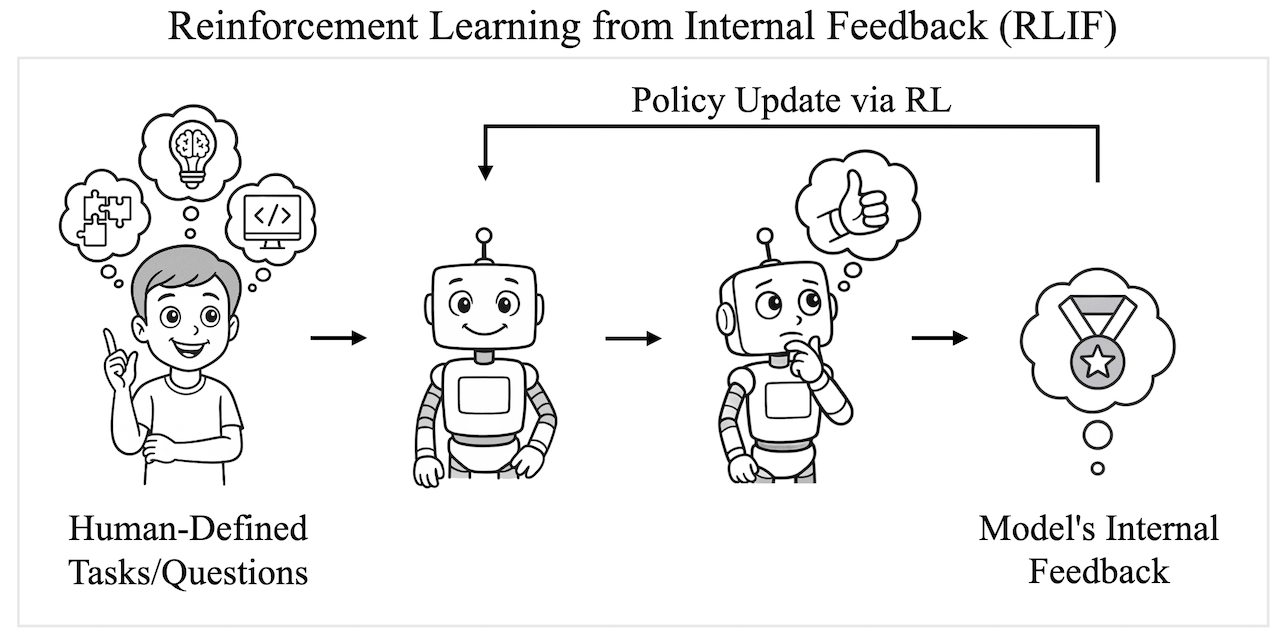 Reinforcement Learning from Internal Feedback (RLIF)
Policy Update via RL
</>
Human-Defined
Tasks/Questions
Model's Internal
Feedback